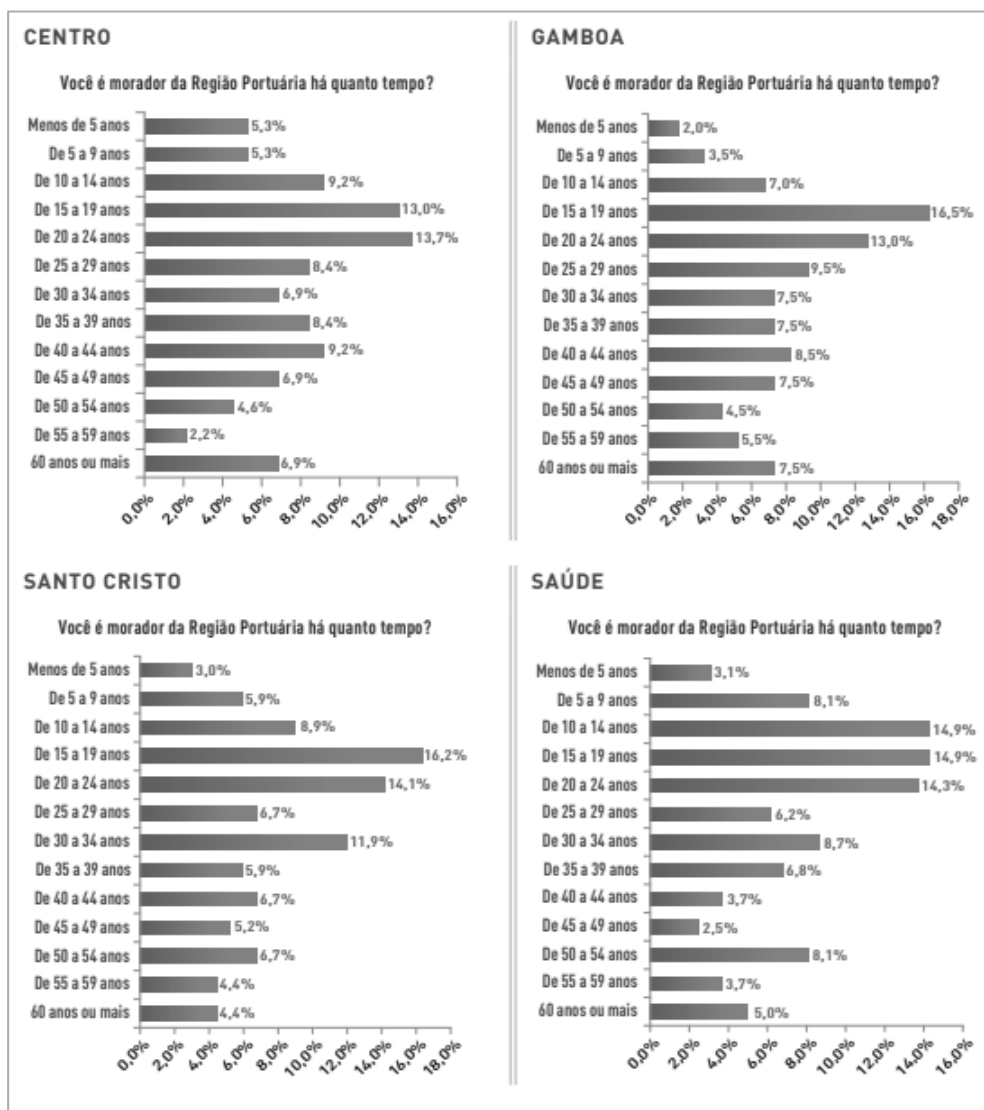 CENTRO
Você é morador da Região Portuária há quanto tempo?
Menos de 5 anos 5,3%
De 5 a 9 anos 5,3%
De 10 a 14 anos 9,2%
De 15 a 19 anos 13,0%
De 20 a 24 anos 13,7%
De 25 a 29 anos 8,4%
De 30 a 34 anos 6,9%
De 35 a 39 anos 8,4%
De 40 a 44 anos 9,2%
De 45 a 49 anos 6,9%
De 50 a 54 anos 4,6%
De 55 a 59 anos 2,2%
60 anos ou mais 6,9%
0,0% 2,0% 4,0% 6,0% 8,0% 10,0% 12,0% 14,0% 16,0%
GAMBOA
Você é morador da Região Portuária há quanto tempo?
Menos de 5 anos 2,0%
De 5 a 9 anos 3,5%
De 10 a 14 anos 7,0%
De 15 a 19 anos 16,5%
De 20 a 24 anos 13,0%
De 25 a 29 anos 9,5%
De 30 a 34 anos 7,5%
De 35 a 39 anos 7,5%
De 40 a 44 anos 8,5%
De 45 a 49 anos 7,5%
De 50 a 54 anos 4,5%
De 55 a 59 anos 5,5%
60 anos ou mais 7,5%
0,0% 2,0% 4,0% 6,0% 8,0% 10,0% 12,0% 14,0% 16,0% 18,0%
SANTO CRISTO
Você é morador da Região Portuária há quanto tempo?
Menos de 5 anos 3,0%
De 5 a 9 anos 5,9%
De 10 a 14 anos 8,9%
De 15 a 19 anos 16,2%
De 20 a 24 anos 14,1%
De 25 a 29 anos 6,7%
De 30 a 34 anos 11,9%
De 35 a 39 anos 5,9%
De 40 a 44 anos 6,7%
De 45 a 49 anos 5,2%
De 50 a 54 anos 6,7%
De 55 a 59 anos 4,4%
60 anos ou mais 4,4%
0,0% 2,0% 4,0% 6,0% 8,0% 10,0% 12,0% 14,0% 16,0% 18,0%
SAÚDE
Você é morador da Região Portuária há quanto tempo?
Menos de 5 anos 3,1%
De 5 a 9 anos 8,1%
De 10 a 14 anos 14,9%
De 15 a 19 anos 14,9%
De 20 a 24 anos 14,3%
De 25 a 29 anos 6,2%
De 30 a 34 anos 8,7%
De 35 a 39 anos 6,8%
De 40 a 44 anos 3,7%
De 45 a 49 anos 2,5%
De 50 a 54 anos 8,1%
De 55 a 59 anos 3,7%
60 anos ou mais 5,0%
0,0% 2,0% 4,0% 6,0% 8,0% 10,0% 12,0% 14,0% 16,0%